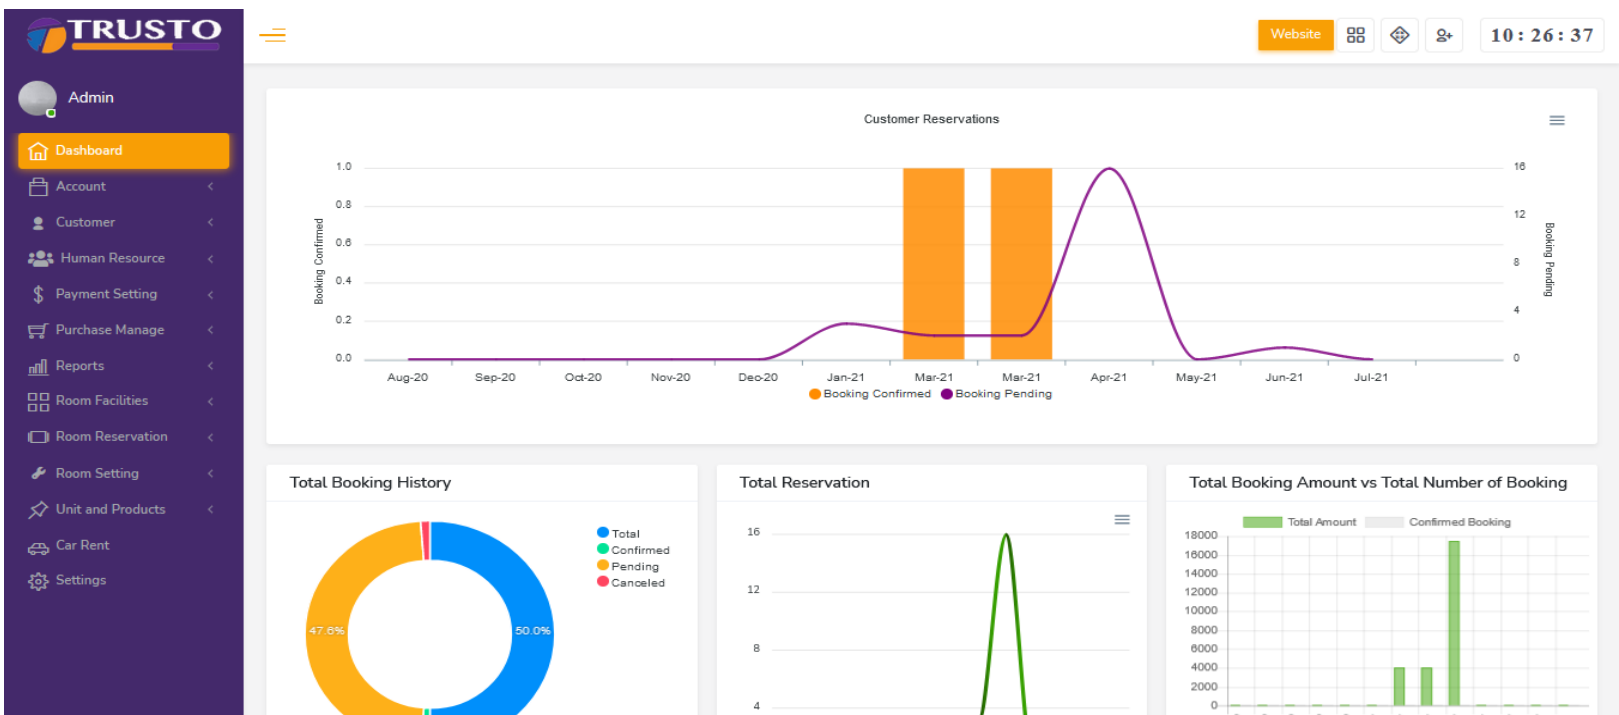 TRUSTO
Website
10 : 26 : 37
Admin
Dashboard
Account
Customer
Human Resource
Payment Setting
Purchase Manage
Reports
Room Facilities
Room Reservation
Room Setting
Unit and Products
Car Rent
Settings
Customer Reservations
Booking Confirmed
1.0
0.8
0.6
0.4
0.2
0.0
16
12
8
4
0
Booking Pending
Aug-20 Sep-20 Oct-20 Nov-20 Dec-20 Jan-21 Mar-21 Mar-21 Apr-21 May-21 Jun-21 Jul-21
Booking Confirmed Booking Pending
Total Booking History
Total
Confirmed
Pending
Canceled
47.6% 50.0%
Total Reservation
16
12
8
4
Total Booking Amount vs Total Number of Booking
Total Amount Confirmed Booking
18000
16000
14000
12000
10000
8000
6000
4000
2000
0